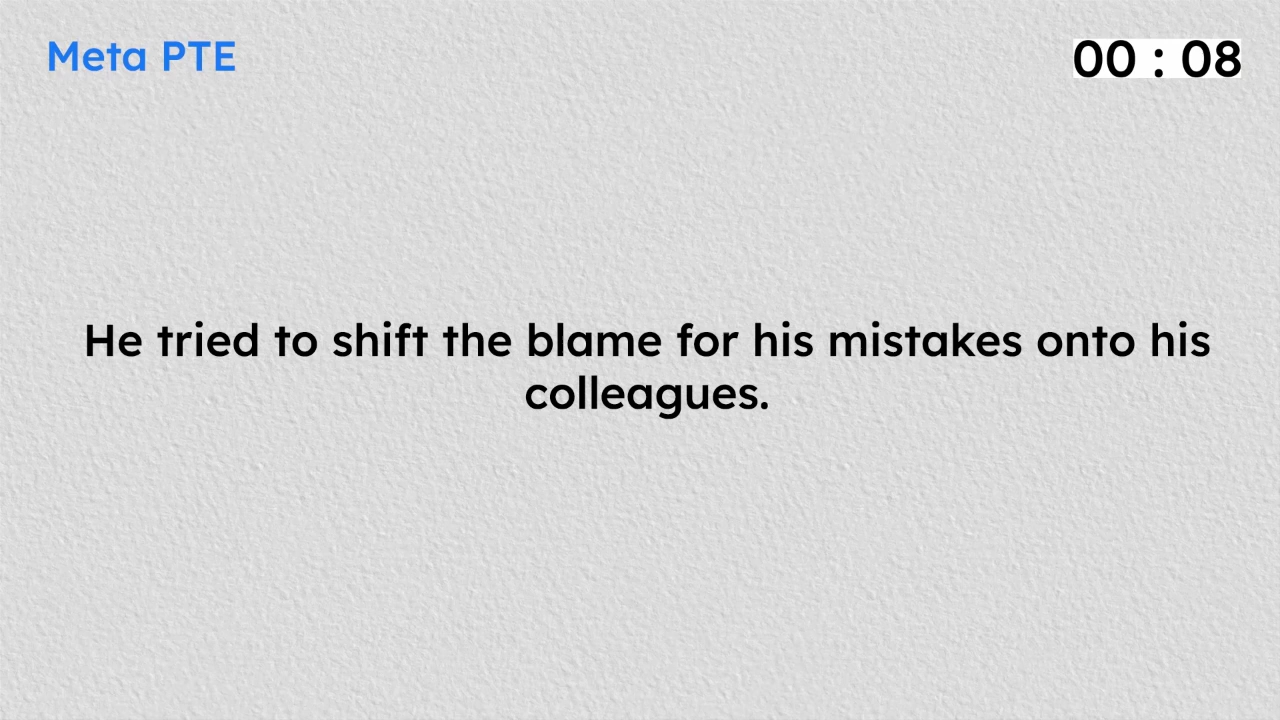 Meta PTE
00 : 08
He tried to shift the blame for his mistakes onto his
colleagues.